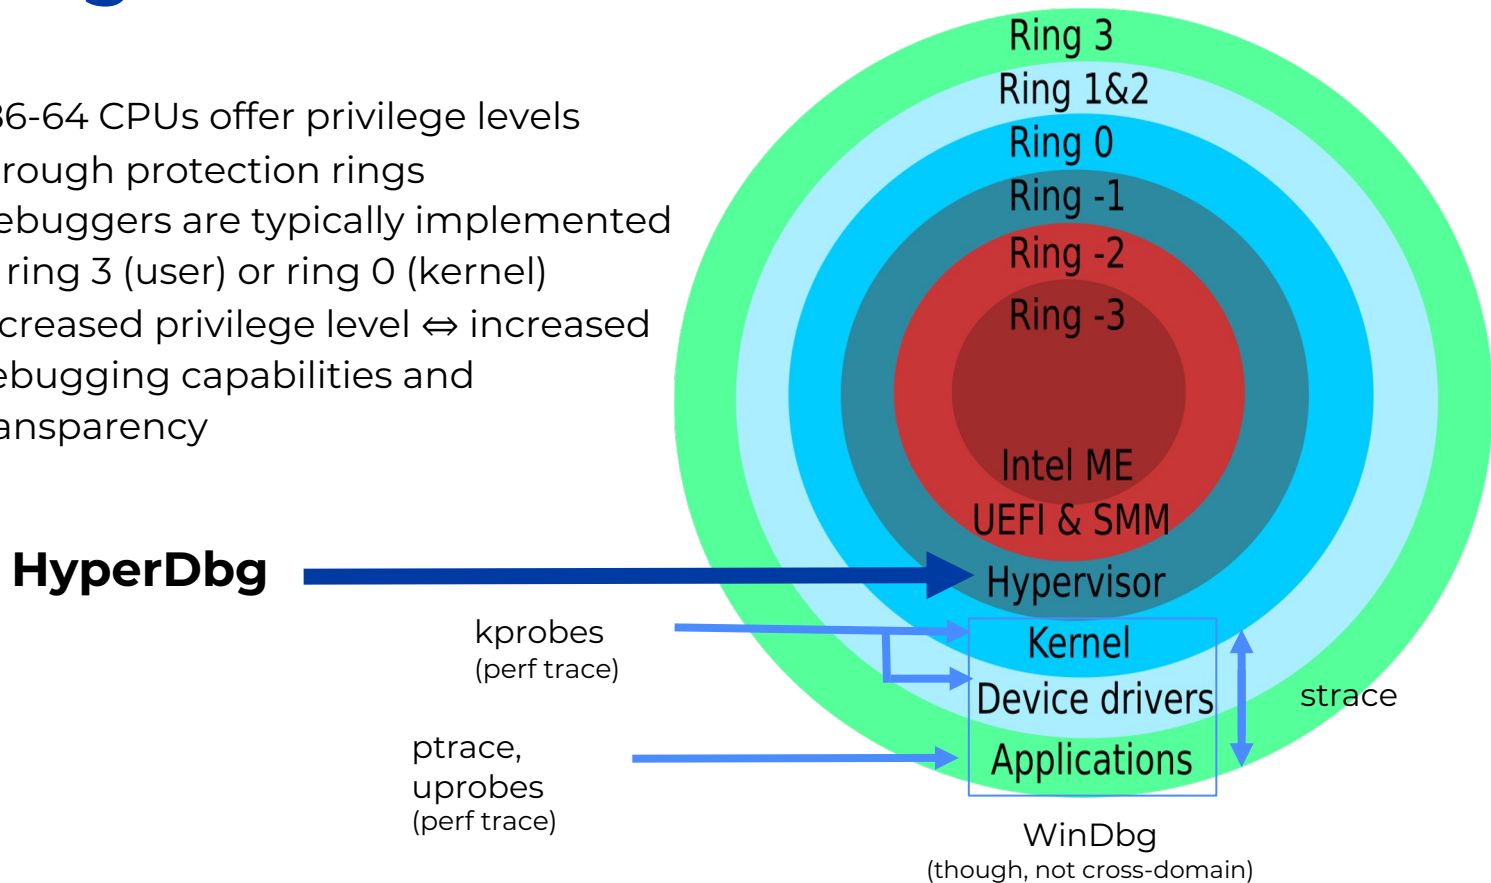 86-64 CPUs offer privilege levels
rough protection rings
ebuggers are typically implemented
ring 3 (user) or ring 0 (kernel)
creased privilege level ⇔ increased
ebugging capabilities and
ansparency
Ring 3
Ring 1&2
Ring 0
Ring -1
Ring -2
Ring -3
Intel ME
UEFI & SMM
HyperDbg
Hypervisor
kprobes
(perf trace)
Kernel
Device drivers
strace
ptrace,
uprobes
(perf trace)
Applications
WinDbg
(though, not cross-domain)